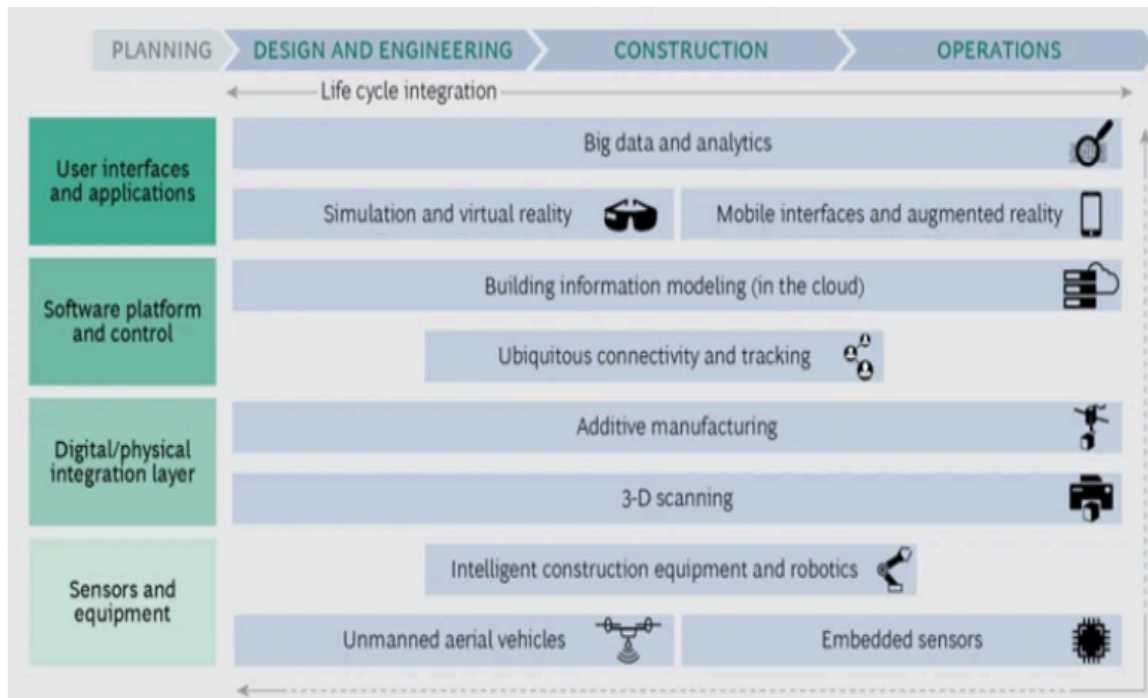 PLANNING
DESIGN AND ENGINEERING
CONSTRUCTION
OPERATIONS
Life cycle integration
User interfaces
and applications
Big data and analytics
Simulation and virtual reality
Mobile interfaces and augmented reality
Software platform
and control
Building information modeling (in the cloud)
Ubiquitous connectivity and tracking
Digital/physical
integration layer
Additive manufacturing
3-D scanning
Sensors and
equipment
Intelligent construction equipment and robotics
Unmanned aerial vehicles
Embedded sensors